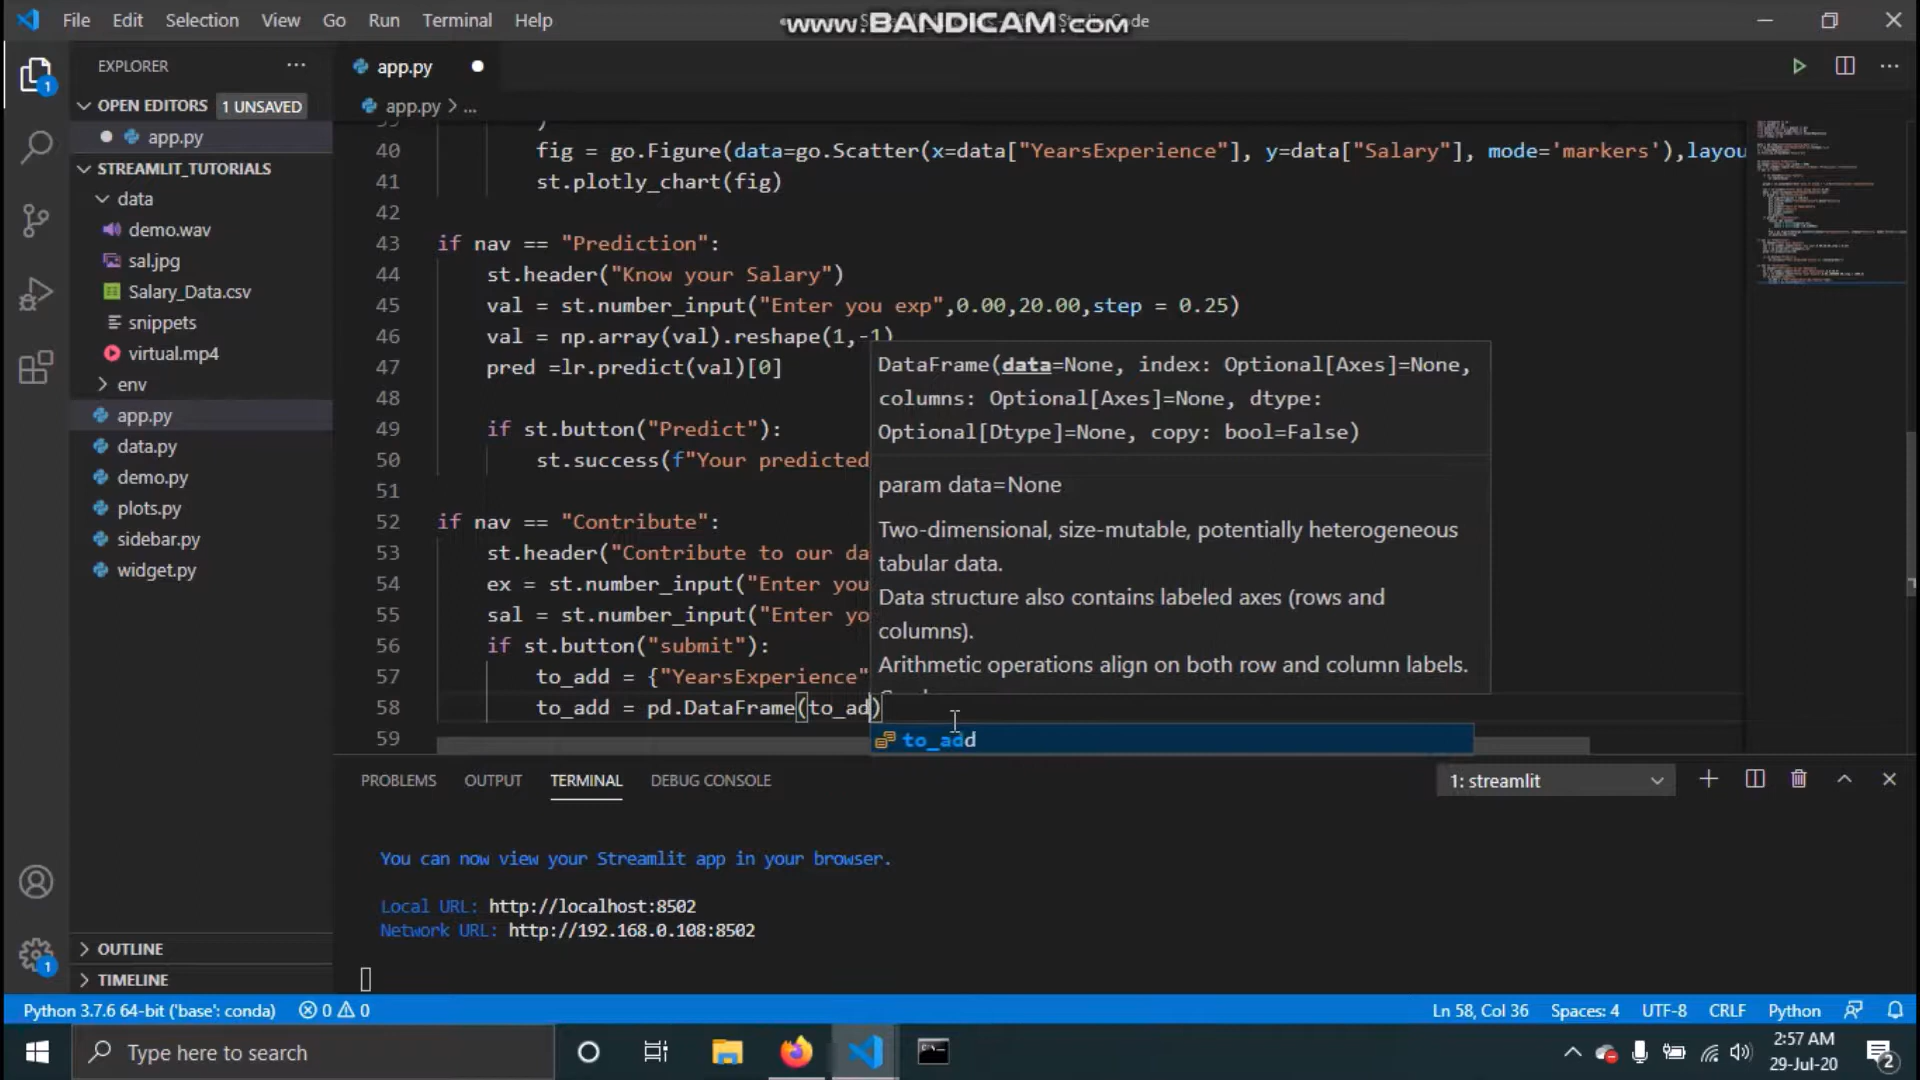 File Edit Selection View Go Run Terminal Help
www.BANDICAM.com
Code
EXPLORER
OPEN EDITORS 1 UNSAVED
app.py
STREAMLIT_TUTORIALS
data
demo.wav
sal.jpg
Salary_Data.csv
snippets
virtual.mp4
env
app.py
data.py
demo.py
plots.py
sidebar.py
widget.py
OUTLINE
TIMELINE
1
1
app.py
app.py > ...
39 )
40 fig = go.Figure(data=go.Scatter(x=data["YearsExperience"], y=data["Salary"], mode='markers'),layou
41 st.plotly_chart(fig)
42
43 if nav == "Prediction":
44 st.header("Know your Salary")
45 val = st.number_input("Enter you exp",0.00,20.00,step = 0.25)
46 val = np.array(val).reshape(1,-1)
47 pred =lr.predict(val)[0]
48
49 if st.button("Predict"):
50 st.success(f"Your predicted
51
52 if nav == "Contribute":
53 st.header("Contribute to our da
54 ex = st.number_input("Enter you
55 sal = st.number_input("Enter yo
56 if st.button("submit"):
57 to_add = {"YearsExperience"
58 to_add = pd.DataFrame(to_ad)
59
DataFrame(data=None, index: Optional[Axes]=None,
columns: Optional[Axes]=None, dtype:
Optional[Dtype]=None, copy: bool=False)
param data=None
Two-dimensional, size-mutable, potentially heterogeneous
tabular data.
Data structure also contains labeled axes (rows and
columns).
Arithmetic operations align on both row and column labels.
to_add
PROBLEMS OUTPUT TERMINAL DEBUG CONSOLE
1: streamlit
You can now view your Streamlit app in your browser.
Local URL: http://localhost:8502
Network URL: http://192.168.0.108:8502
Python 3.7.6 64-bit ('base': conda) 0 0
Ln 58, Col 36 Spaces: 4 UTF-8 CRLF Python
Type here to search
2:57 AM
29-Jul-20
2